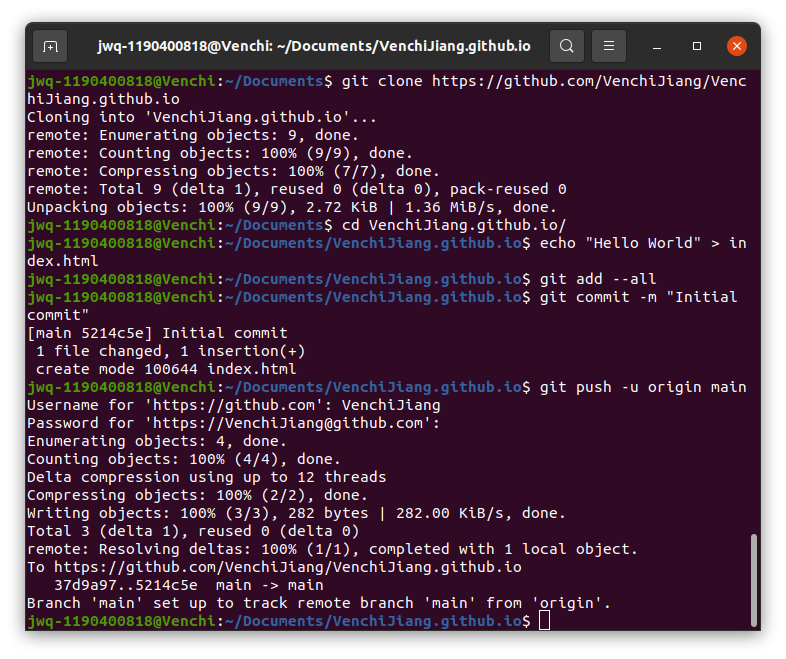 jwq-1190400818@Venchi: ~/Documents/VenchiJiang.github.io
jwq-1190400818@Venchi:~/Documents$ git clone https://github.com/VenchiJiang/Venc
hiJiang.github.io
Cloning into 'VenchiJiang.github.io'...
remote: Enumerating objects: 9, done.
remote: Counting objects: 100% (9/9), done.
remote: Compressing objects: 100% (7/7), done.
remote: Total 9 (delta 1), reused 0 (delta 0), pack-reused 0
Unpacking objects: 100% (9/9), 2.72 KiB | 1.36 MiB/s, done.
jwq-1190400818@Venchi:~/Documents$ cd VenchiJiang.github.io/
jwq-1190400818@Venchi:~/Documents/VenchiJiang.github.io$ echo "Hello World" > in
dex.html
jwq-1190400818@Venchi:~/Documents/VenchiJiang.github.io$ git add --all
jwq-1190400818@Venchi:~/Documents/VenchiJiang.github.io$ git commit -m "Initial 
commit"
[main 5214c5e] Initial commit
 1 file changed, 1 insertion(+)
 create mode 100644 index.html
jwq-1190400818@Venchi:~/Documents/VenchiJiang.github.io$ git push -u origin main
Username for 'https://github.com': VenchiJiang
Password for 'https://VenchiJiang@github.com':
Enumerating objects: 4, done.
Counting objects: 100% (4/4), done.
Delta compression using up to 12 threads
Compressing objects: 100% (2/2), done.
Writing objects: 100% (3/3), 282 bytes | 282.00 KiB/s, done.
Total 3 (delta 1), reused 0 (delta 0)
remote: Resolving deltas: 100% (1/1), completed with 1 local object.
To https://github.com/VenchiJiang/VenchiJiang.github.io
   37d9a97..5214c5e  main -> main
Branch 'main' set up to track remote branch 'main' from 'origin'.
jwq-1190400818@Venchi:~/Documents/VenchiJiang.github.io$